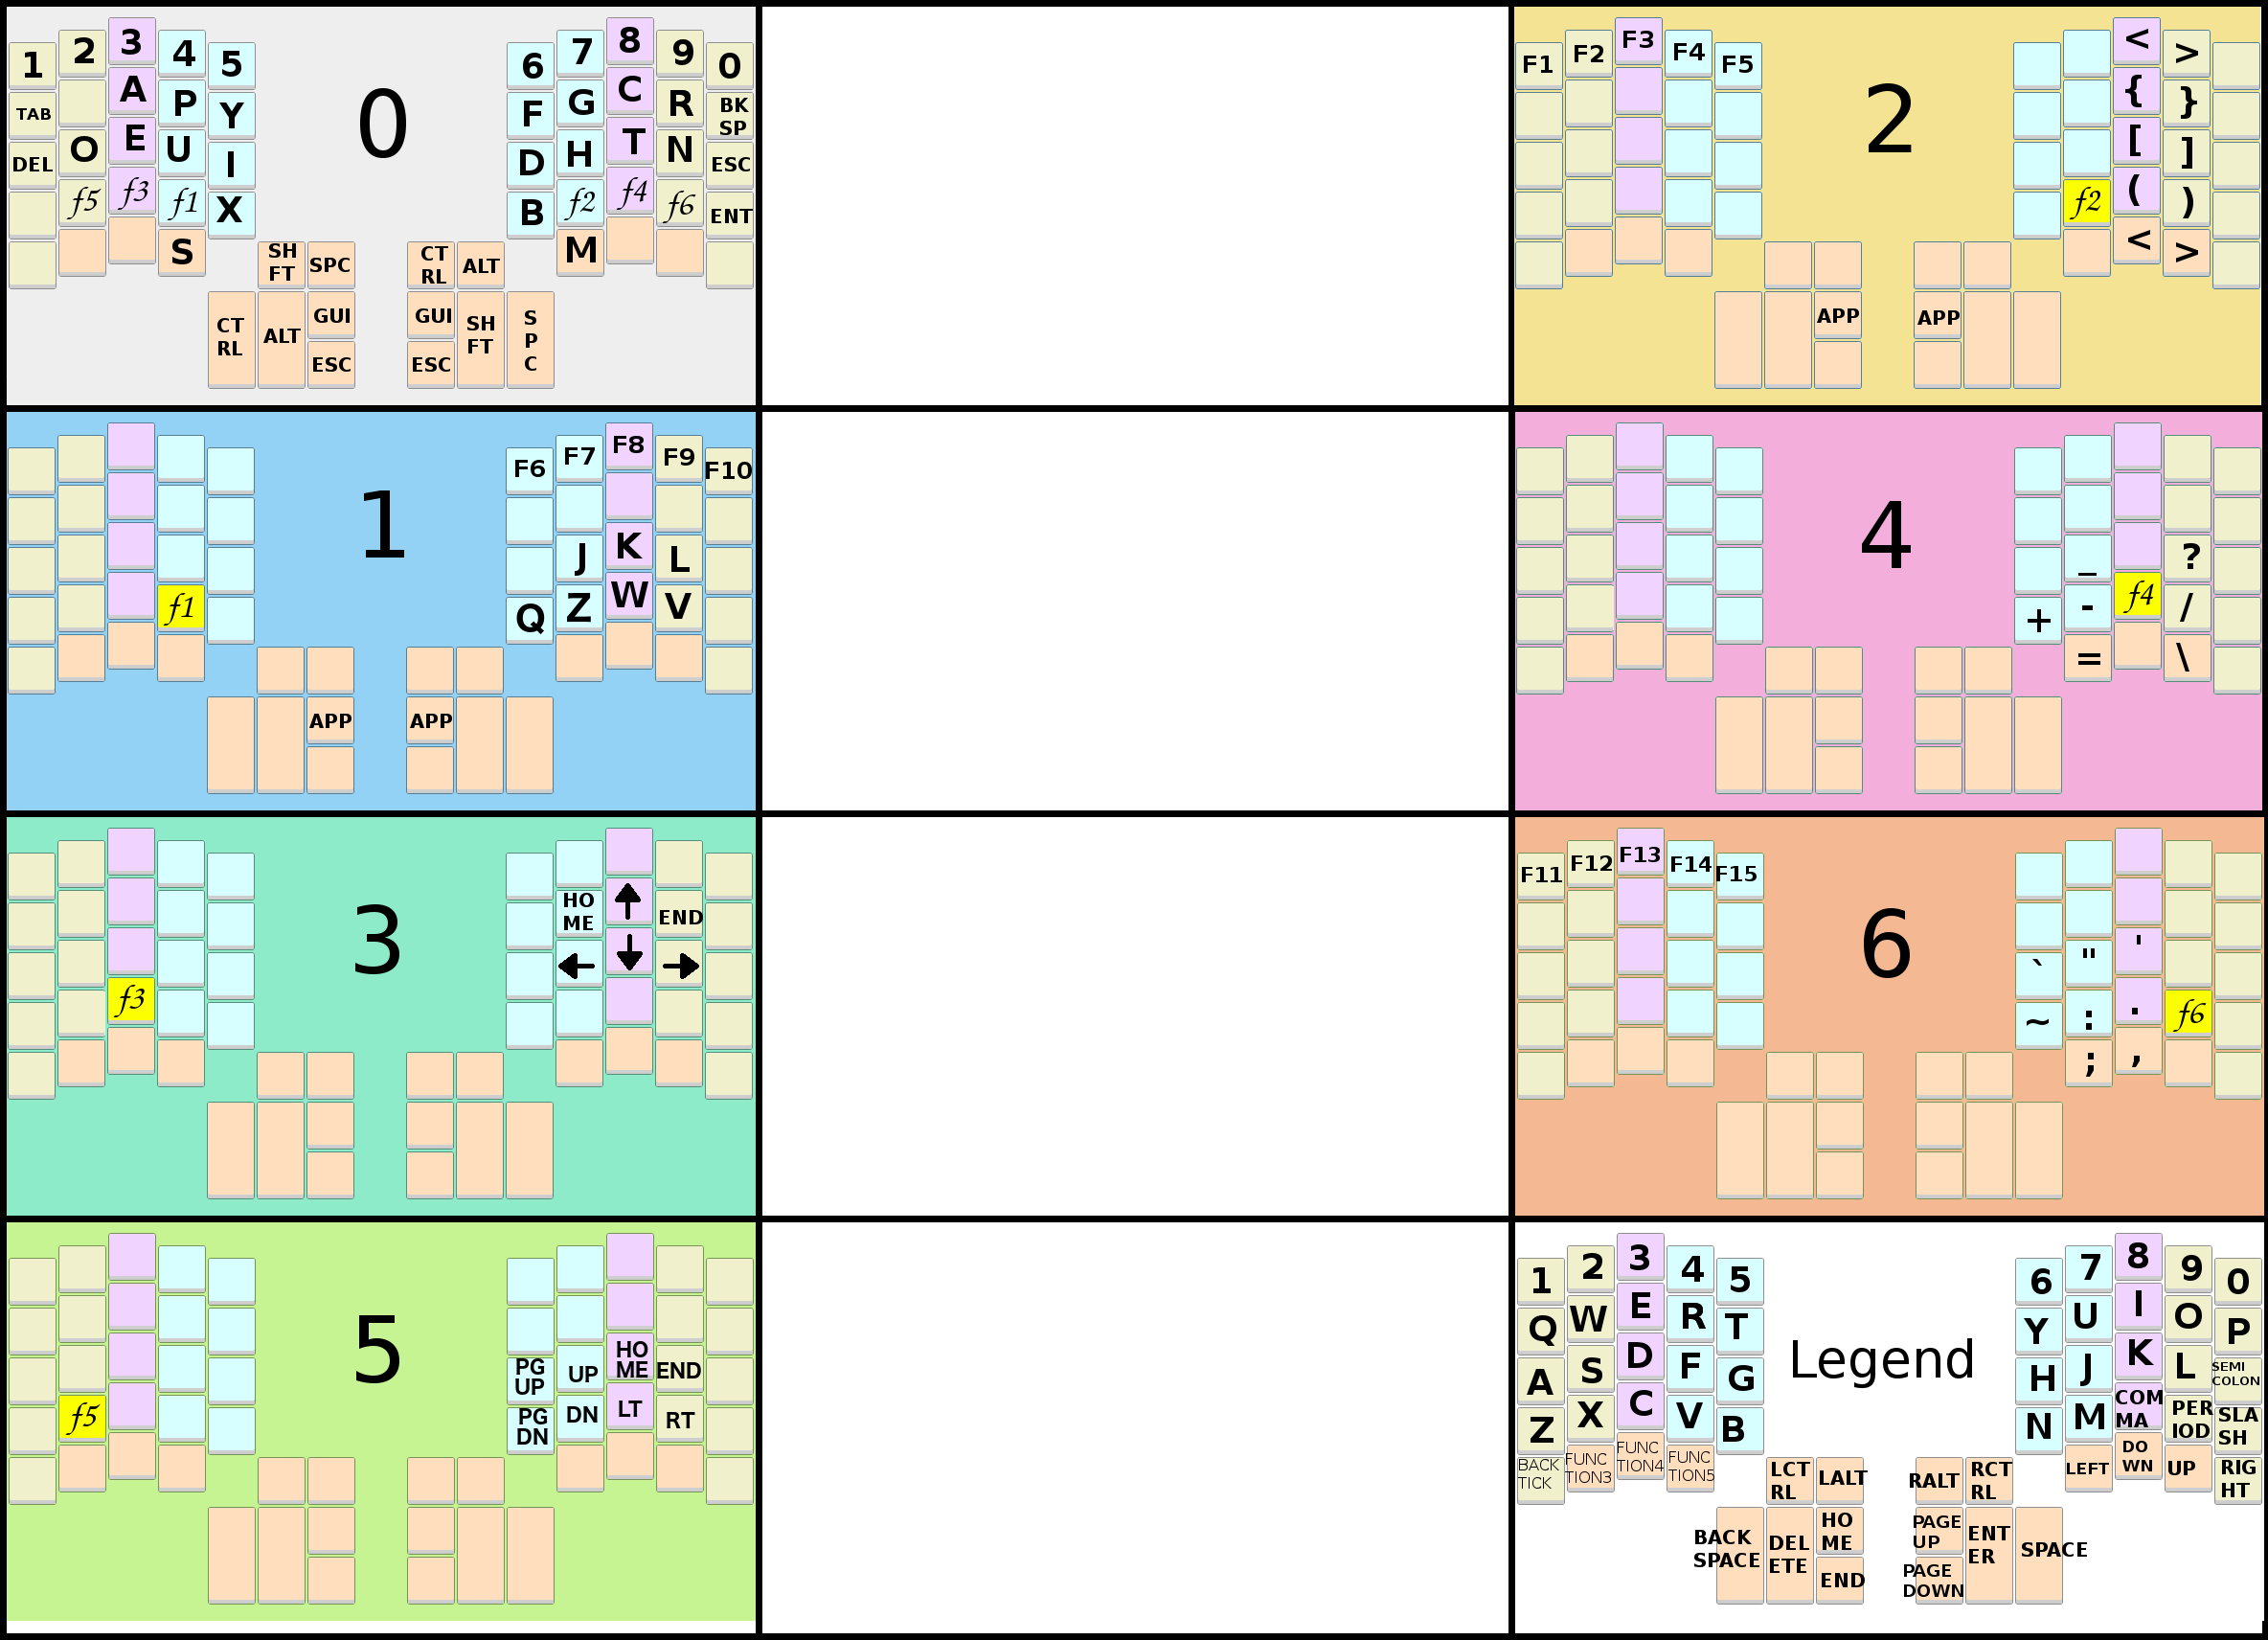 1 2 3 4 5 0 6 7 8 9 0
TAB A P Y F G C R BK
SP
DEL O E U I D H T N ESC
f5 f3 f1 X B f2 f4 f6 ENT
S M
SH
FT SPC CT
RL ALT
CT
RL ALT GUI GUI SH
FT S
P
C
ESC ESC
F1 F2 F3 F4 F5 2 < >
{ }
[ ]
f2 ( )
< >
APP APP
1 F6 F7 F8 F9 F10
J K L
f1 Q Z W V
APP APP
4
_ ?
+ - f4 /
= \
3
HO
ME ↑ END
← ↓ →
f3
F11 F12 F13 F14 F15 6
` " '
~ : . f6
; ,
5
PG
UP UP HO
ME END
f5 PG
DN DN LT RT
1 2 3 4 5 6 7 8 9 0
Q W E R T Y U I O P
Legend
A S D F G H J K L SEMI
COLON
Z X C V B N M COM
MA PER
IOD SLA
SH
BACK
TICK FUNC
TION3 FUNC
TION4 FUNC
TION5 LEFT DO
WN UP RIG
HT
LCT
RL LALT RALT RCT
RL
BACK
SPACE DEL
ETE HO
ME PAGE
UP ENT
ER SPACE
END PAGE
DOWN